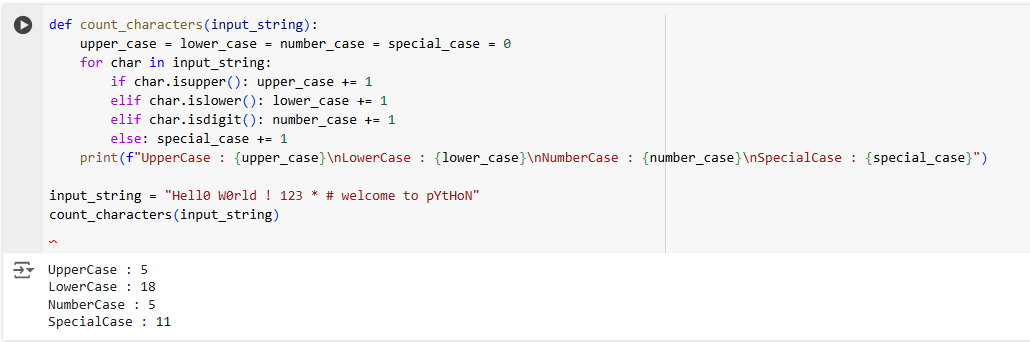 def count_characters(input_string):
    upper_case = lower_case = number_case = special_case = 0
    for char in input_string:
        if char.isupper(): upper_case += 1
        elif char.islower(): lower_case += 1
        elif char.isdigit(): number_case += 1
        else: special_case += 1
    print(f"UpperCase : {upper_case}\nLowerCase : {lower_case}\nNumberCase : {number_case}\nSpecialCase : {special_case}")
input_string = "Hell0 W0rld ! 123 * # welcome to pYtHoN"
count_characters(input_string)
UpperCase : 5
LowerCase : 18
NumberCase : 5
SpecialCase : 11